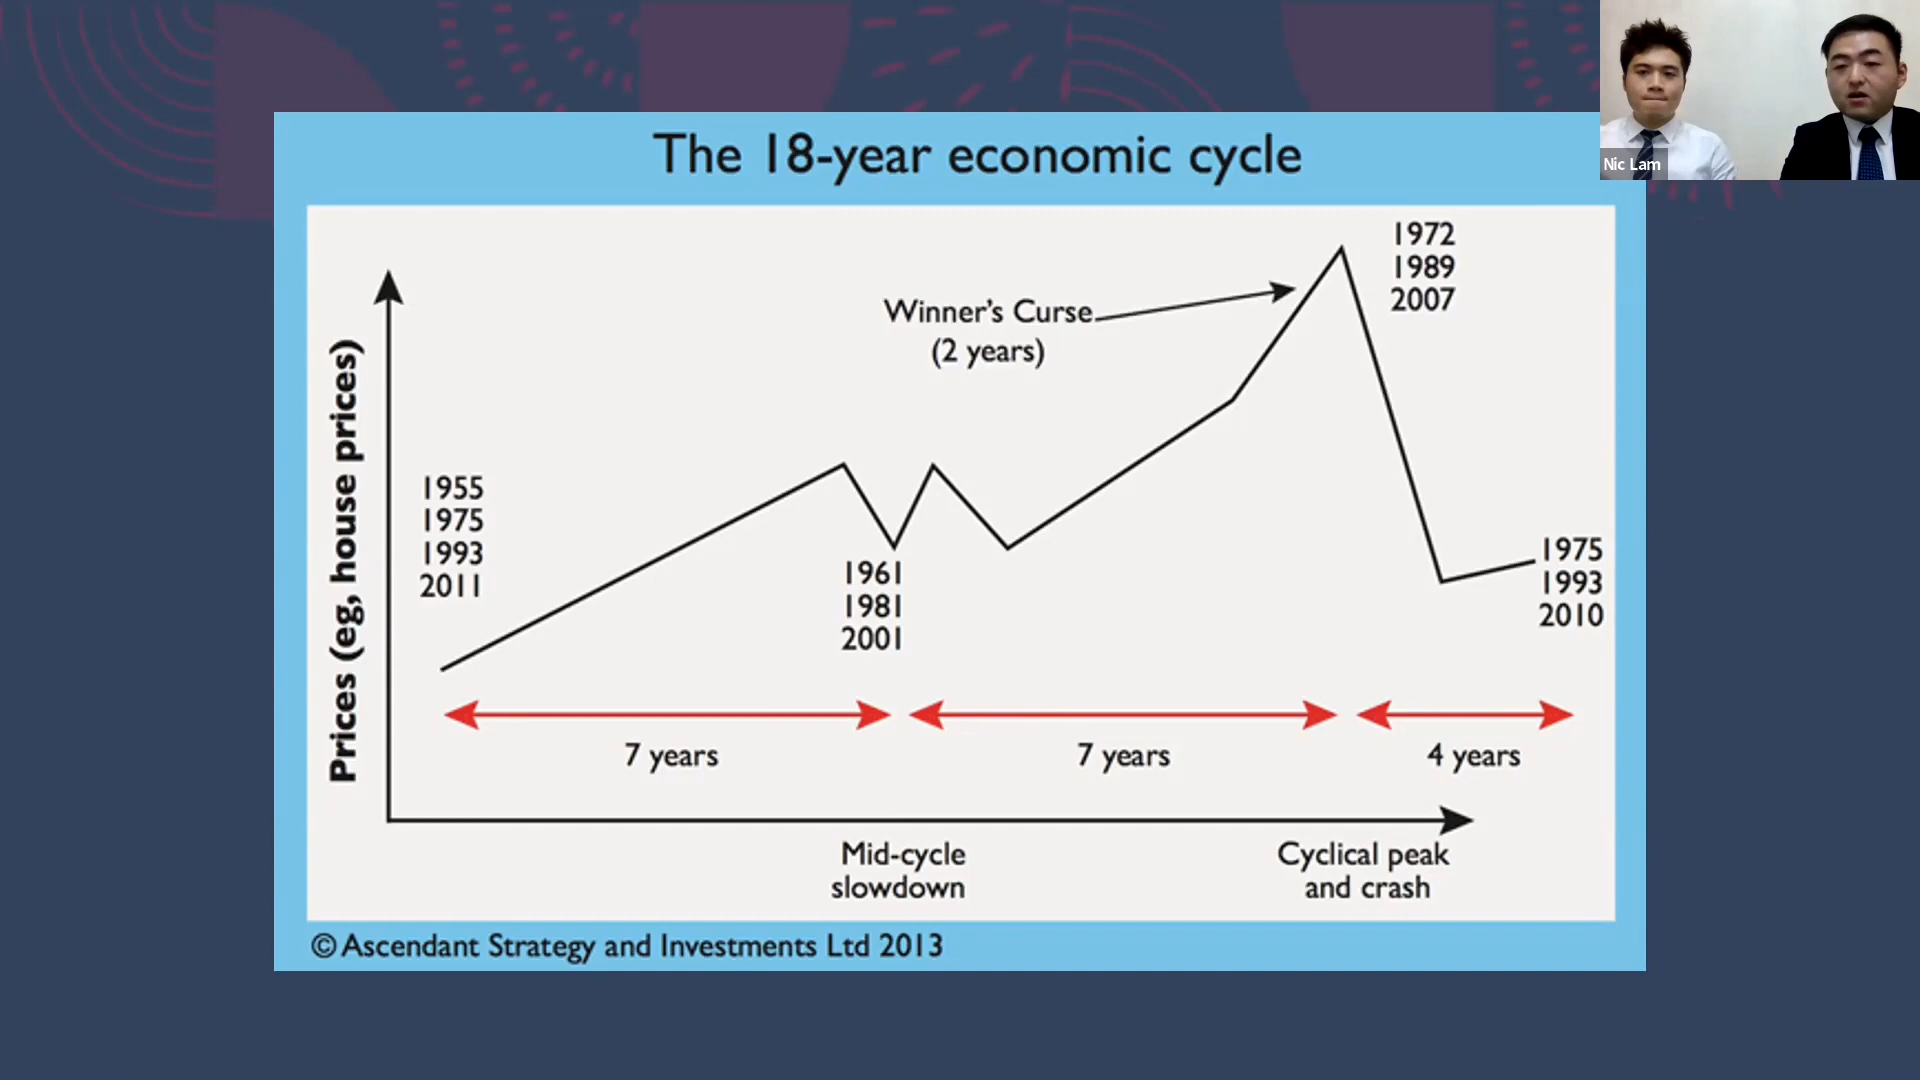 The 18-year economic cycle
Nic Lam
1972
1989
2007
Winner's Curse
(2 years)
Prices (eg, house prices)
1955
1975
1993
2011
1961
1981
2001
1975
1993
2010
7 years
7 years
4 years
Mid-cycle
slowdown
Cyclical peak
and crash
© Ascendant Strategy and Investments Ltd 2013